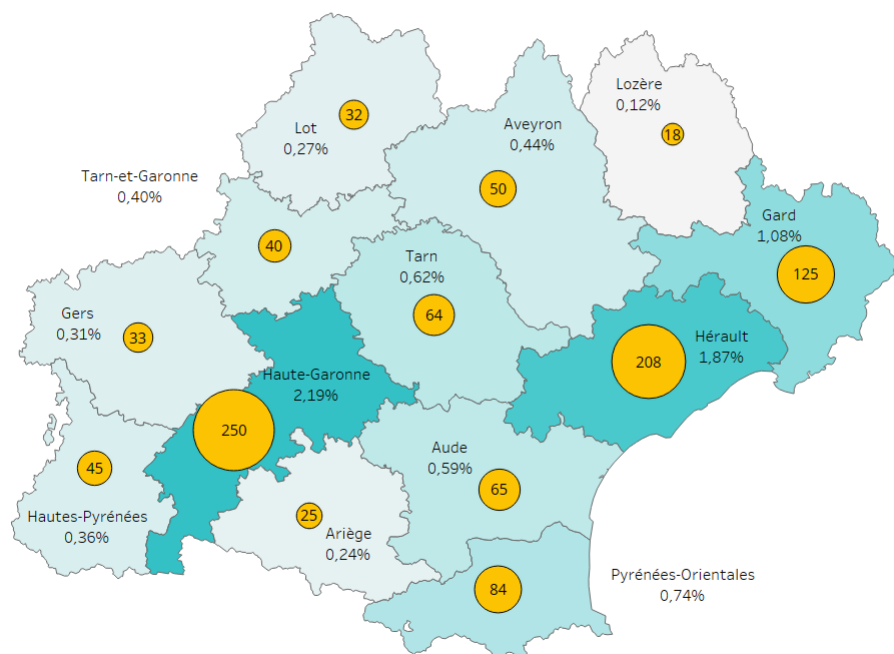 Lozère
0,12%
18
32
Lot
0,27%
Aveyron
0,44%
50
Tarn-et-Garonne
0,40%
40
Gard
1,08%
125
Tarn
0,62%
64
Gers
0,31%
33
Hérault
1,87%
208
Haute-Garonne
2,19%
250
Aude
0,59%
65
45
Hautes-Pyrénées
0,36%
25
Ariège
0,24%
Pyrénées-Orientales
0,74%
84